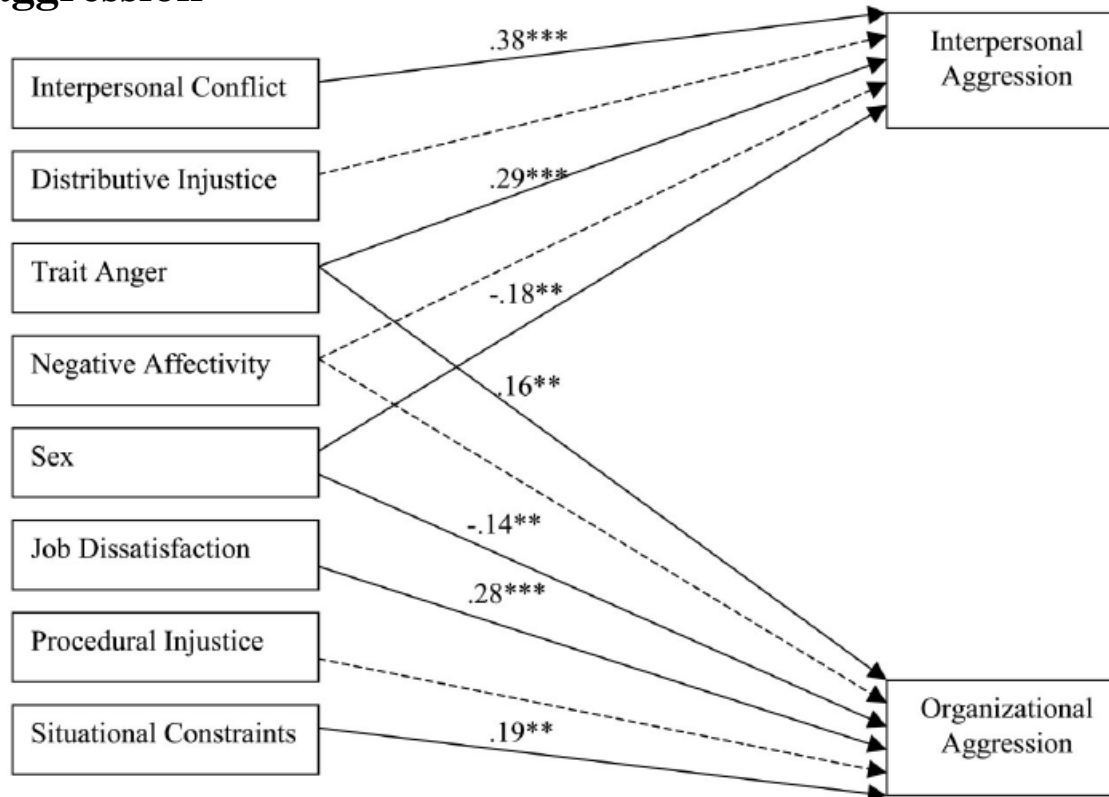 aggression
Interpersonal Conflict
Distributive Injustice
Trait Anger
Negative Affectivity
Sex
Job Dissatisfaction
Procedural Injustice
Situational Constraints
.38***
.29***
-.18**
.16**
-.14**
.28***
.19**
Interpersonal
Aggression
Organizational
Aggression